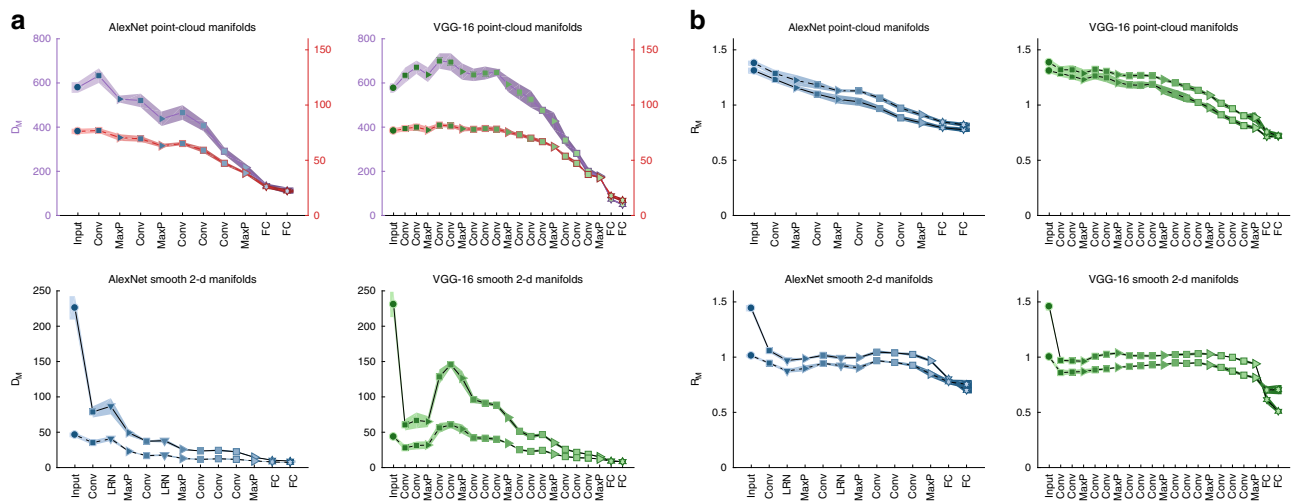 a
AlexNet point-cloud manifolds
VGG-16 point-cloud manifolds
800
600
400
200
0
D_M
150
100
50
0
800
600
400
200
0
150
100
50
0
Input Conv MaxP Conv MaxP Conv Conv Conv MaxP FC FC
Input Conv Conv MaxP Conv Conv MaxP Conv Conv Conv MaxP Conv Conv Conv MaxP Conv Conv Conv MaxP FC FC
AlexNet smooth 2-d manifolds
VGG-16 smooth 2-d manifolds
250
200
150
100
50
0
D_M
250
200
150
100
50
0
Input Conv LRN MaxP Conv LRN MaxP Conv Conv Conv MaxP FC FC
Input Conv Conv MaxP Conv Conv MaxP Conv Conv Conv MaxP Conv Conv Conv MaxP Conv Conv Conv MaxP FC FC
b
AlexNet point-cloud manifolds
VGG-16 point-cloud manifolds
1.5
1
0.5
0
R_M
1.5
1
0.5
0
Input Conv MaxP Conv MaxP Conv Conv Conv MaxP FC FC
Input Conv Conv MaxP Conv Conv MaxP Conv Conv Conv MaxP Conv Conv Conv MaxP Conv Conv Conv MaxP FC FC
AlexNet smooth 2-d manifolds
VGG-16 smooth 2-d manifolds
1.5
1
0.5
0
R_M
1.5
1
0.5
0
Input Conv LRN MaxP Conv LRN MaxP Conv Conv Conv MaxP FC FC
Input Conv Conv MaxP Conv Conv MaxP Conv Conv Conv MaxP Conv Conv Conv MaxP Conv Conv Conv MaxP FC FC